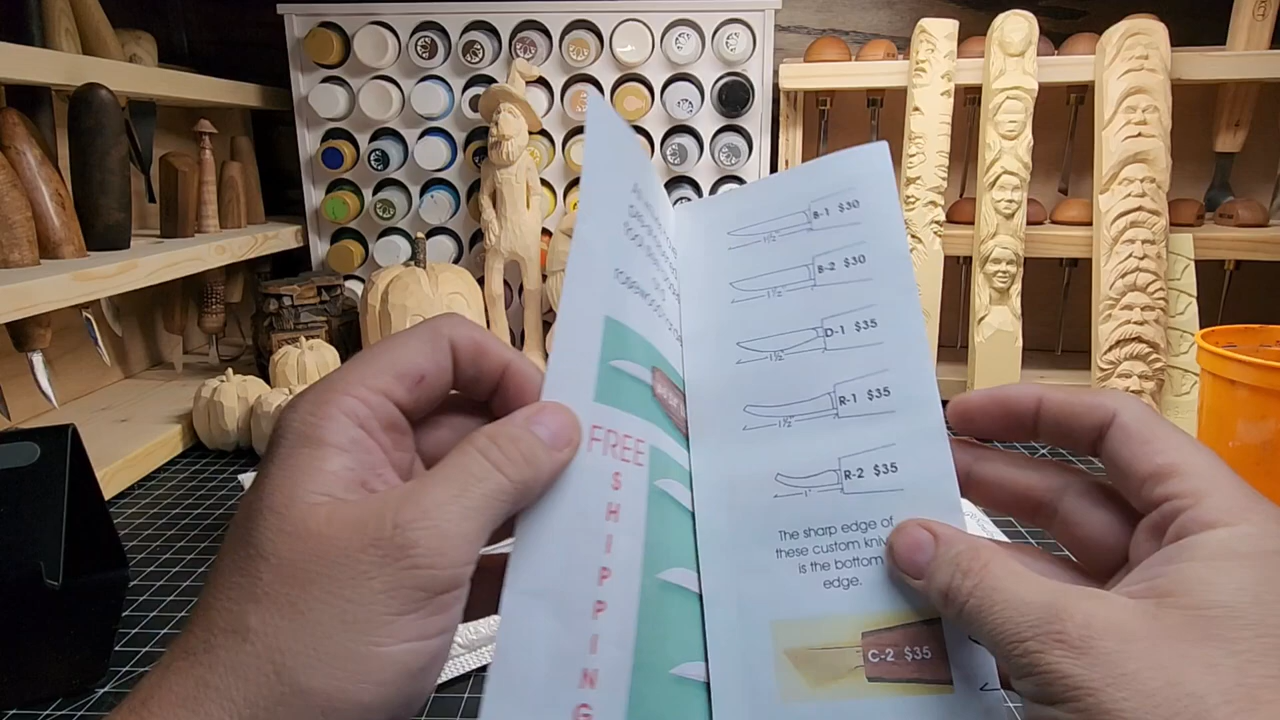 FREE
S
H
I
P
P
I
N
G
B-1 $30
1½"
B-2 $30
1½"
D-1 $35
1½"
R-1 $35
1½"
R-2 $35
1"
The sharp edge of
these custom
is the bottom
edge.
C-2 $35